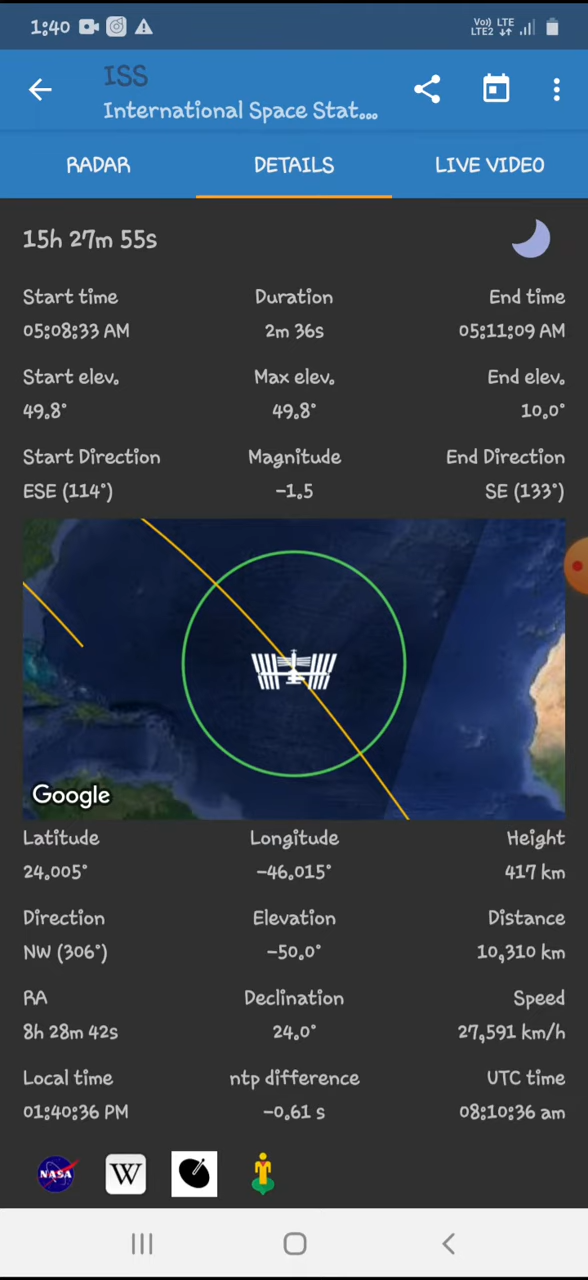 1:40
Vo)) LTE
LTE2
ISS
International Space Stat...
RADAR DETAILS LIVE VIDEO
15h 27m 55s
Start time Duration End time
05:08:33 AM 2m 36s 05:11:09 AM
Start elev. Max elev. End elev.
49.8° 49.8° 10.0°
Start Direction Magnitude End Direction
ESE (114°) -1.5 SE (133°)
Google
Latitude Longitude Height
24.005° -46.015° 417 km
Direction Elevation Distance
NW (306°) -50.0° 10,310 km
RA Declination Speed
8h 28m 42s 24.0° 27,591 km/h
Local time ntp difference UTC time
01:40:36 PM -0.61 s 08:10:36 am
NASA W